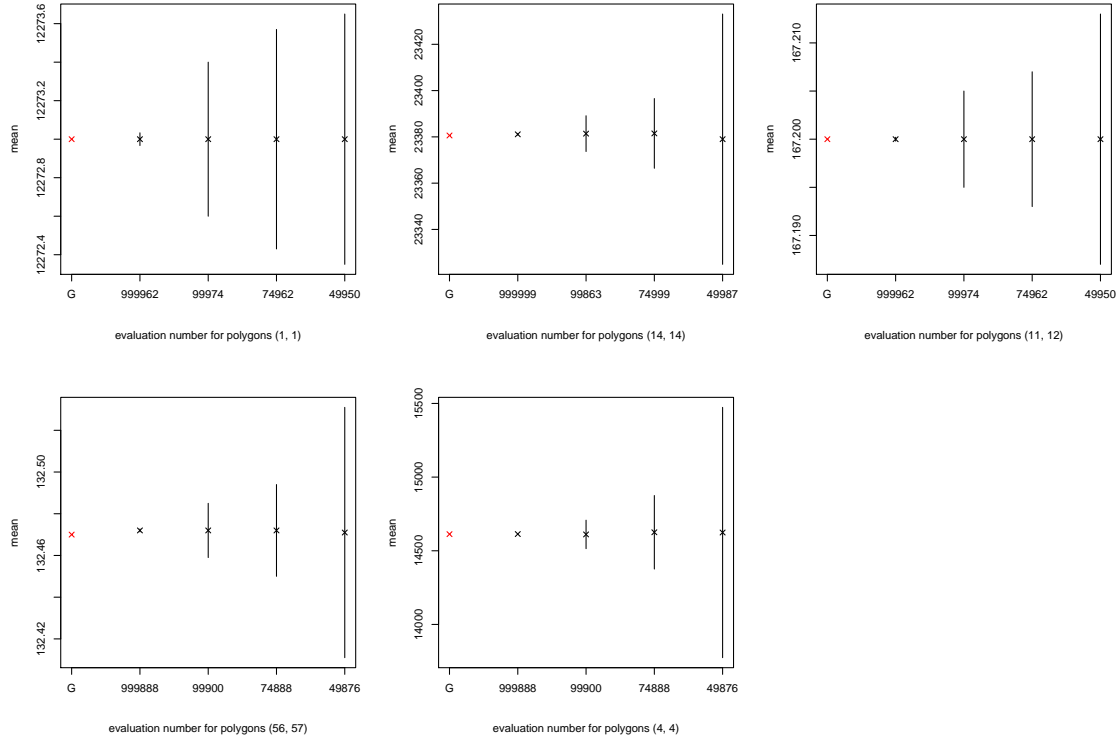 12273.6
12273.2
12272.8
12272.4
mean
G 999962 99974 74962 49950
evaluation number for polygons (1, 1)
23420
23400
23380
23360
23340
mean
G 999999 99863 74999 49987
evaluation number for polygons (14, 14)
167.210
167.200
167.190
mean
G 999962 99974 74962 49950
evaluation number for polygons (11, 12)
132.50
132.46
132.42
mean
G 999888 99900 74888 49876
evaluation number for polygons (56, 57)
15500
15000
14500
14000
mean
G 999888 99900 74888 49876
evaluation number for polygons (4, 4)